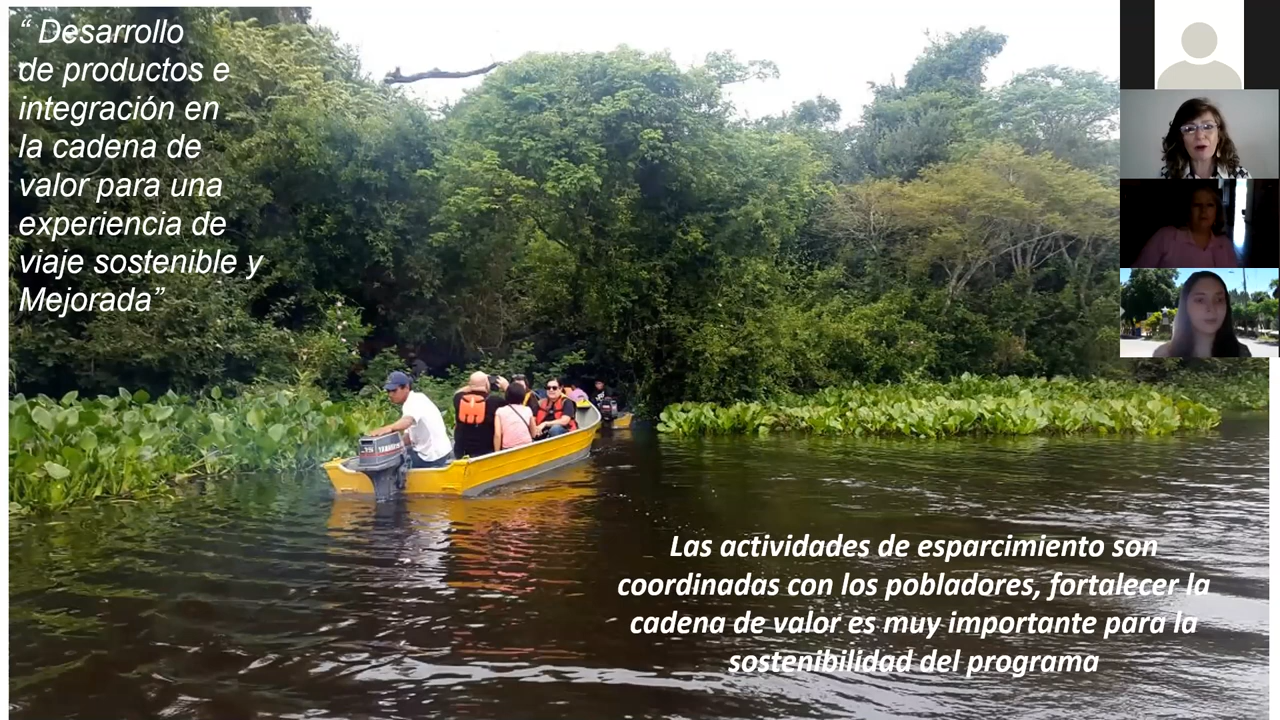 “ Desarrollo
de productos e
integración en
la cadena de
valor para una
experiencia de
viaje sostenible y
Mejorada”
YAMAHA
Las actividades de esparcimiento son
coordinadas con los pobladores, fortalecer la
cadena de valor es muy importante para la
sostenibilidad del programa